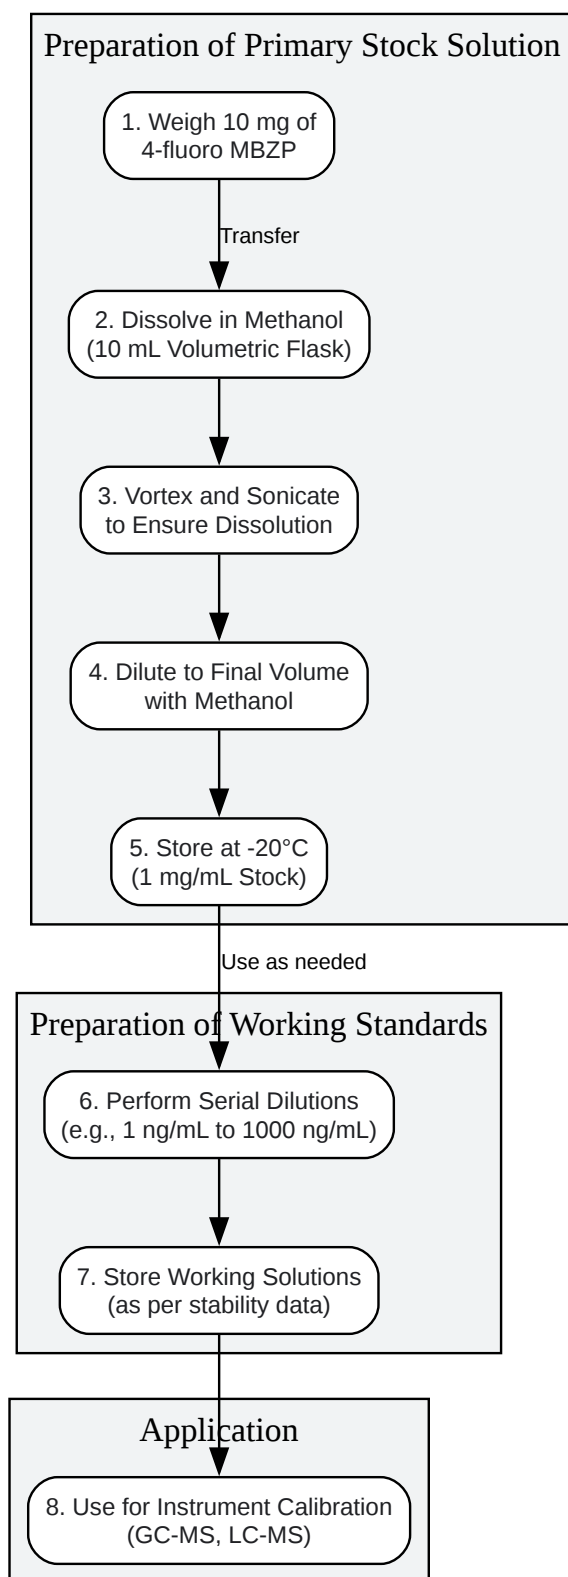 Preparation of Primary Stock Solution
1. Weigh 10 mg of
4-fluoro MBZP
Transfer
2. Dissolve in Methanol
(10 mL Volumetric Flask)
3. Vortex and Sonicate
to Ensure Dissolution
4. Dilute to Final Volume
with Methanol
5. Store at -20°C
(1 mg/mL Stock)
Use as needed
Preparation of Working Standards
6. Perform Serial Dilutions
(e.g., 1 ng/mL to 1000 ng/mL)
7. Store Working Solutions
(as per stability data)
Application
8. Use for Instrument Calibration
(GC-MS, LC-MS)